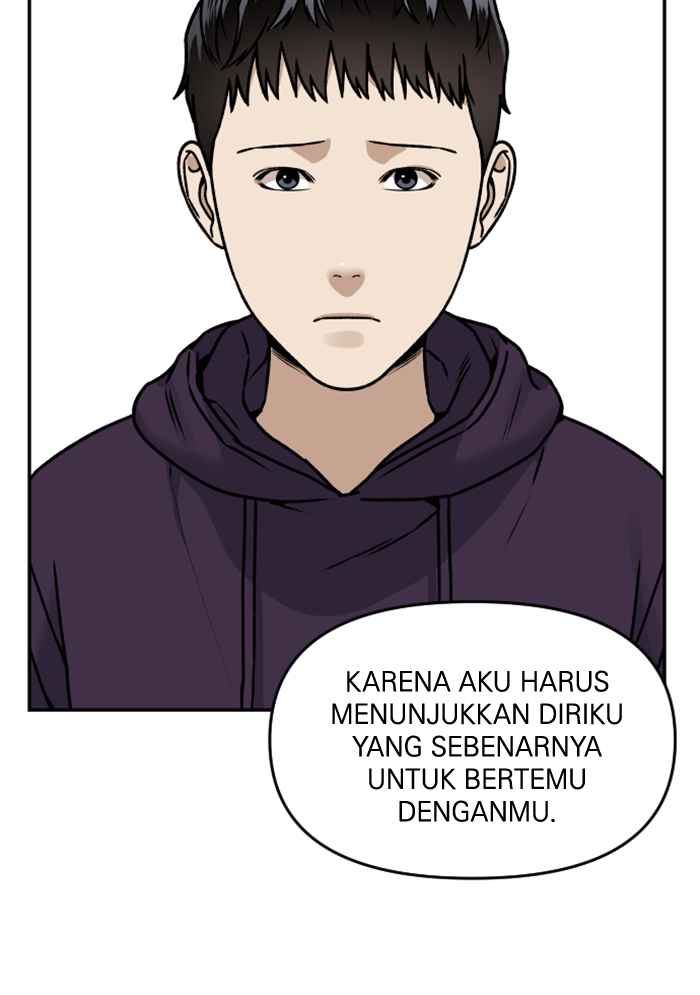 KARENA AKU HARUS
MENUNJUKKAN DIRIKU
YANG SEBENARNYA
UNTUK BERTEMU
DENGANMU.